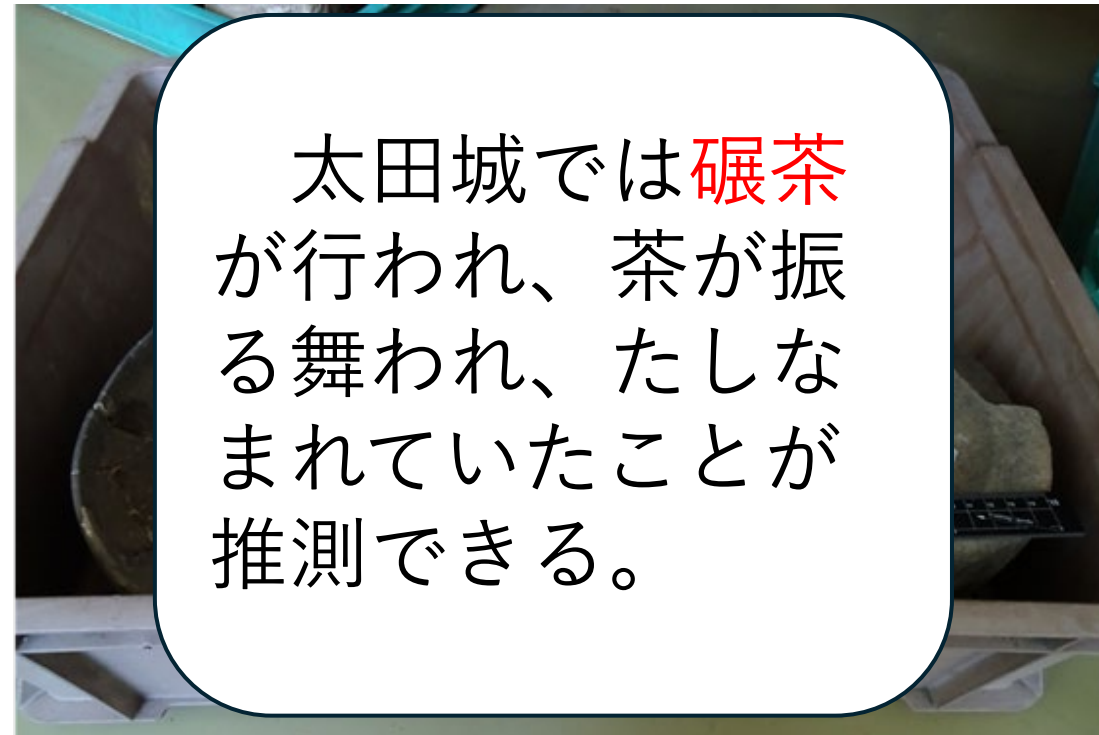 太田城では碾茶
が行われ、茶が振
る舞われ、たしな
まれていたことが
推測できる。